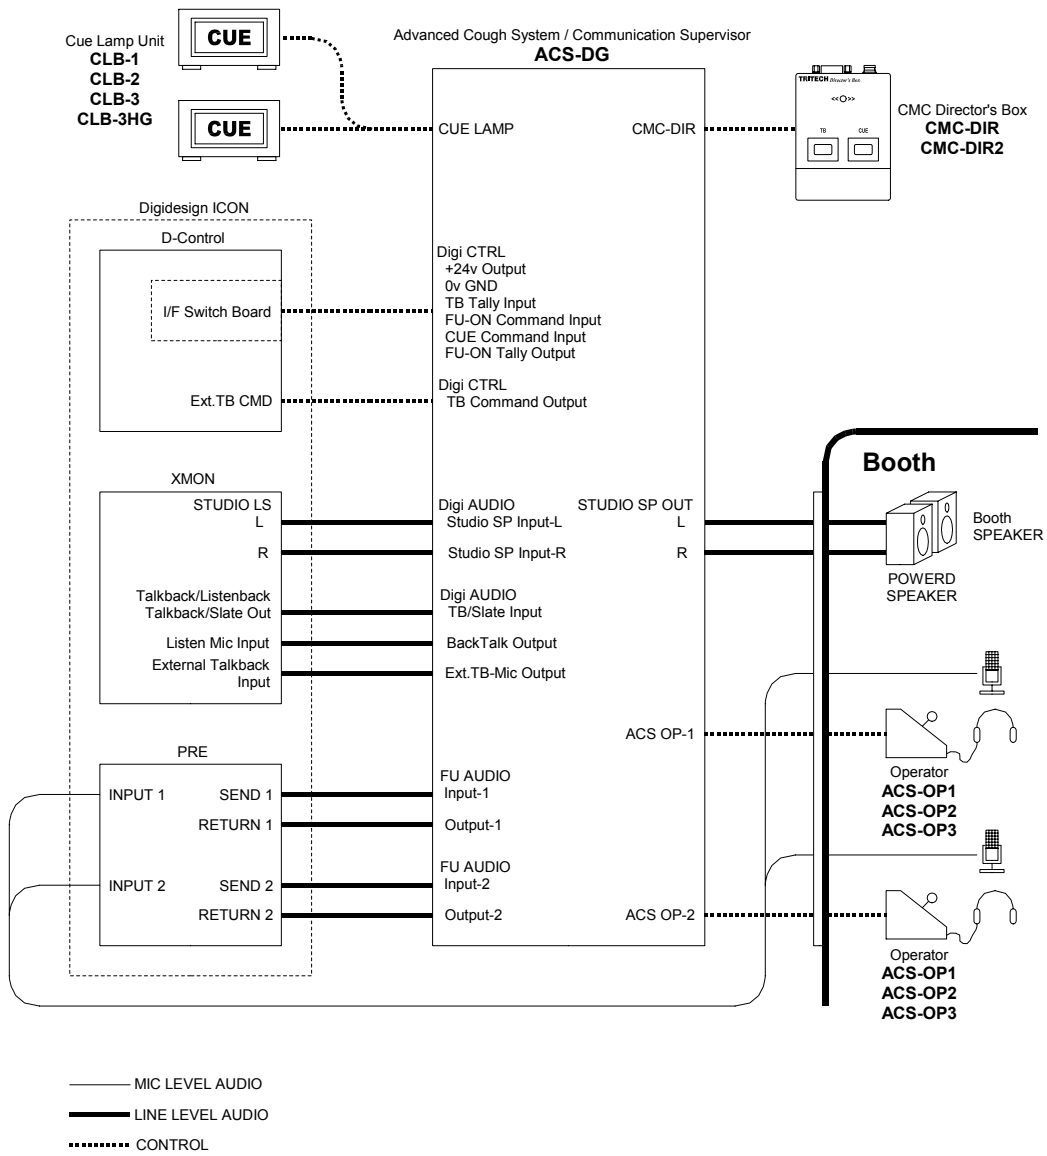 Cue Lamp Unit
CLB-1
CLB-2
CLB-3
CLB-3HG
CUE
CUE
Advanced Cough System / Communication Supervisor
ACS-DG
CUE LAMP
CMC-DIR
TRITECH Director's Box
<<O>>
TB
CUE
CMC Director's Box
CMC-DIR
CMC-DIR2
Digidesign ICON
D-Control
I/F Switch Board
Ext.TB CMD
Digi CTRL
+24v Output
0v GND
TB Tally Input
FU-ON Command Input
CUE Command Input
FU-ON Tally Output
Digi CTRL
TB Command Output
XMON
STUDIO LS
L
R
Talkback/Listenback
Talkback/Slate Out
Listen Mic Input
External Talkback
Input
Digi AUDIO
Studio SP Input-L
Studio SP Input-R
Digi AUDIO
TB/Slate Input
BackTalk Output
Ext.TB-Mic Output
STUDIO SP OUT
L
R
Booth
Booth
SPEAKER
POWERD
SPEAKER
ACS OP-1
Operator
ACS-OP1
ACS-OP2
ACS-OP3
PRE
INPUT 1
SEND 1
RETURN 1
INPUT 2
SEND 2
RETURN 2
FU AUDIO
Input-1
Output-1
FU AUDIO
Input-2
Output-2
ACS OP-2
Operator
ACS-OP1
ACS-OP2
ACS-OP3
MIC LEVEL AUDIO
LINE LEVEL AUDIO
CONTROL